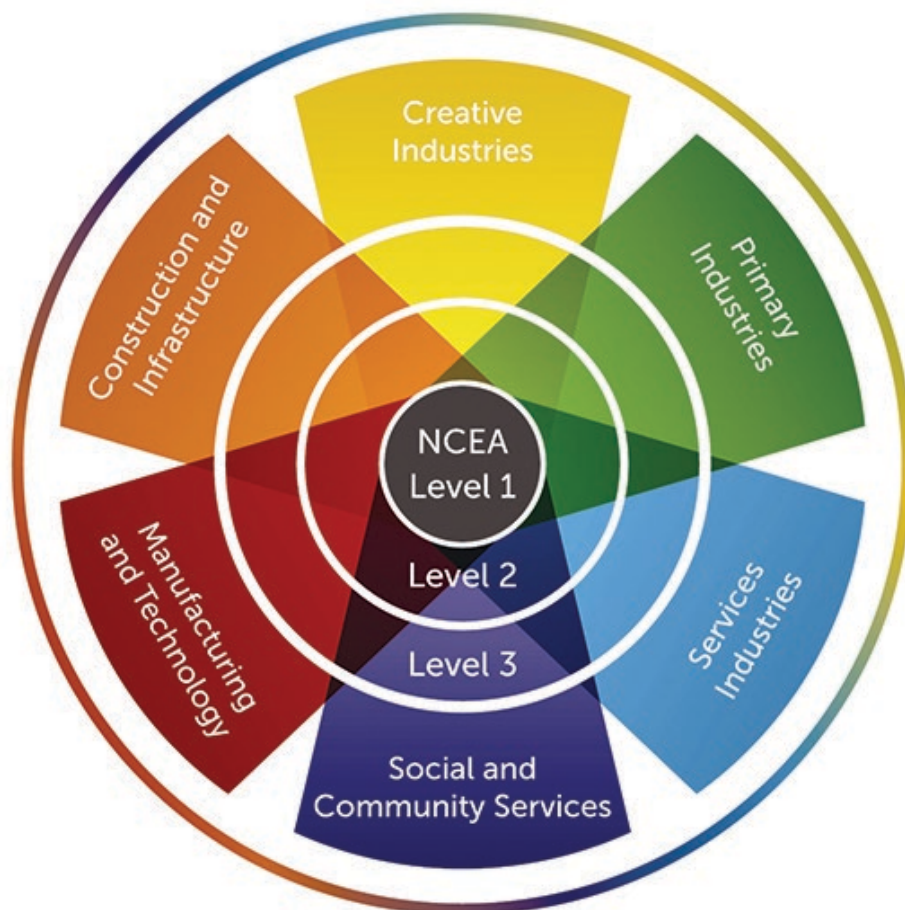 Creative
Industries
Primary
Industries
Services
Industries
Social and
Community Services
Manufacturing
and Technology
Construction and
Infrastructure
NCEA
Level 1
Level 2
Level 3